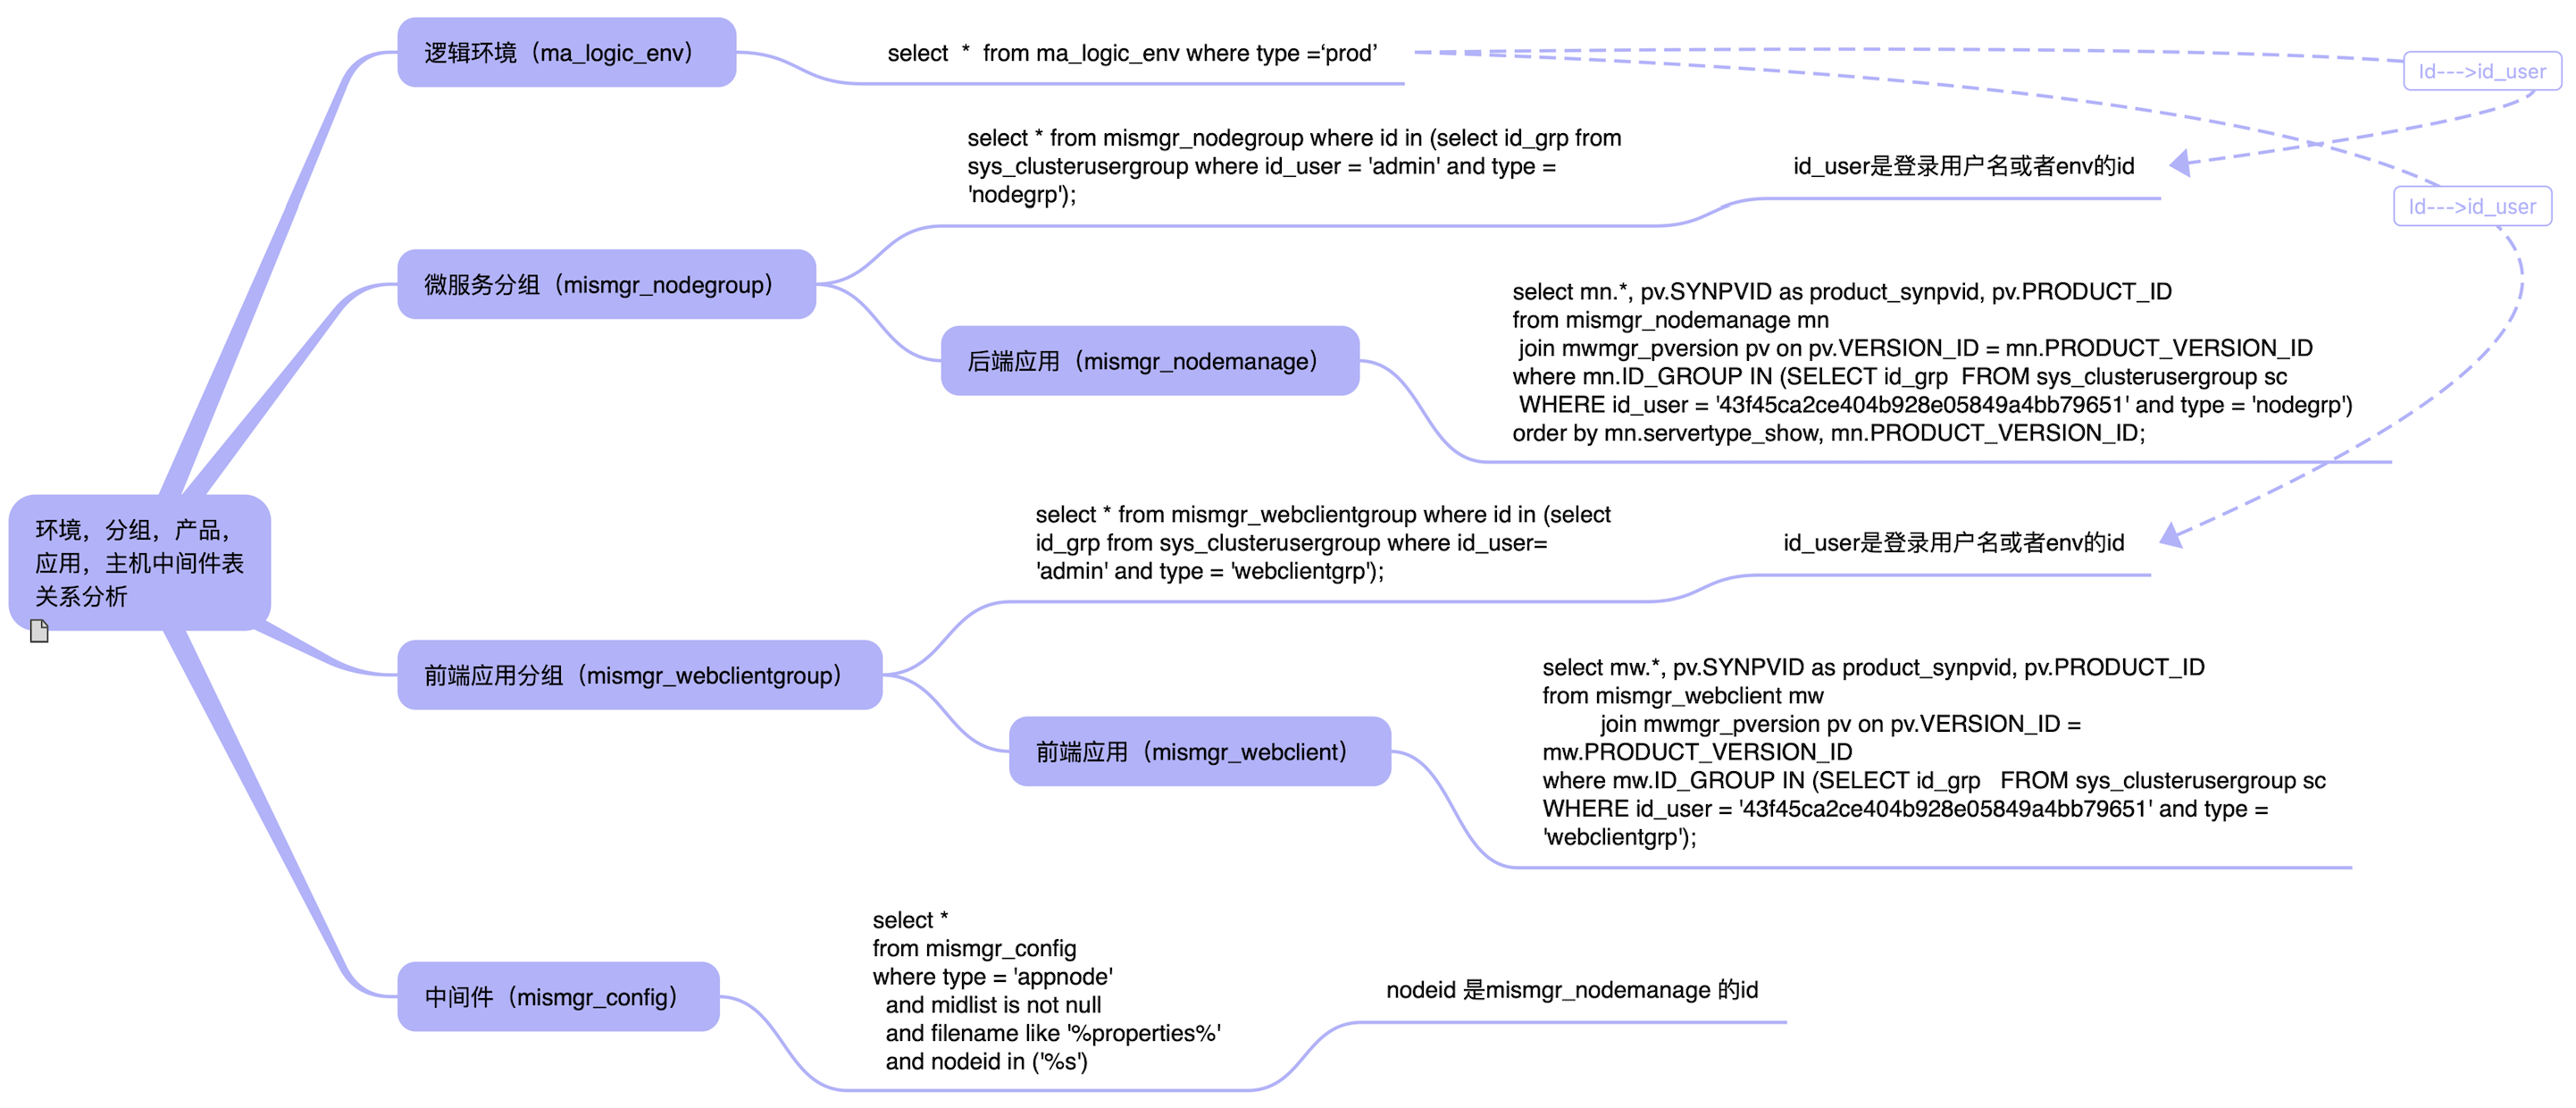 环境，分组，产品，
应用，主机中间件表
关系分析
逻辑环境（ma_logic_env）
select  *  from ma_logic_env where type =‘prod’
Id--->id_user
Id--->id_user
微服务分组（mismgr_nodegroup）
select * from mismgr_nodegroup where id in (select id_grp from
sys_clusterusergroup where id_user = 'admin' and type =
'nodegrp');
id_user是登录用户名或者env的id
后端应用（mismgr_nodemanage）
select mn.*, pv.SYNPVID as product_synpvid, pv.PRODUCT_ID
from mismgr_nodemanage mn
 join mwmgr_pversion pv on pv.VERSION_ID = mn.PRODUCT_VERSION_ID
where mn.ID_GROUP IN (SELECT id_grp  FROM sys_clusterusergroup sc
 WHERE id_user = '43f45ca2ce404b928e05849a4bb79651' and type = 'nodegrp')
order by mn.servertype_show, mn.PRODUCT_VERSION_ID;
前端应用分组（mismgr_webclientgroup）
select * from mismgr_webclientgroup where id in (select
id_grp from sys_clusterusergroup where id_user=
'admin' and type = 'webclientgrp');
id_user是登录用户名或者env的id
前端应用（mismgr_webclient）
select mw.*, pv.SYNPVID as product_synpvid, pv.PRODUCT_ID
from mismgr_webclient mw
         join mwmgr_pversion pv on pv.VERSION_ID =
mw.PRODUCT_VERSION_ID
where mw.ID_GROUP IN (SELECT id_grp   FROM sys_clusterusergroup sc
WHERE id_user = '43f45ca2ce404b928e05849a4bb79651' and type =
'webclientgrp');
中间件（mismgr_config）
select *
from mismgr_config
where type = 'appnode'
  and midlist is not null
  and filename like '%properties%'
  and nodeid in ('%s')
nodeid 是mismgr_nodemanage 的id